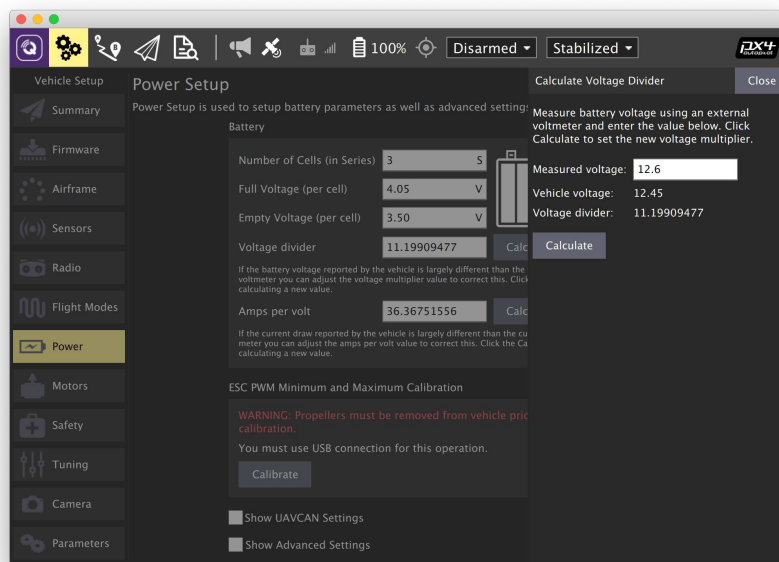 100%
Disarmed
Stabilized
px4
autopilot
Vehicle Setup
Summary
Firmware
Airframe
Sensors
Radio
Flight Modes
Power
Motors
Safety
Tuning
Camera
Parameters
Power Setup
Power Setup is used to setup battery parameters as well as advanced settings
Battery
Number of Cells (in Series) 3 S
Full Voltage (per cell) 4.05 V
Empty Voltage (per cell) 3.50 V
Voltage divider 11.19909477 Calc
If the battery voltage reported by the vehicle is largely different than the
voltmeter you can adjust the voltage multiplier value to correct this. Click
calculating a new value.
Amps per volt 36.36751556 Calc
If the current draw reported by the vehicle is largely different than the cu
meter you can adjust the amps per volt value to correct this. Click the Ca
calculating a new value.
ESC PWM Minimum and Maximum Calibration
WARNING: Propellers must be removed from vehicle pric
calibration.
You must use USB connection for this operation.
Calibrate
Show UAVCAN Settings
Show Advanced Settings
Calculate Voltage Divider
Close
Measure battery voltage using an external
voltmeter and enter the value below. Click
Calculate to set the new voltage multiplier.
Measured voltage: 12.6
Vehicle voltage: 12.45
Voltage divider: 11.19909477
Calculate